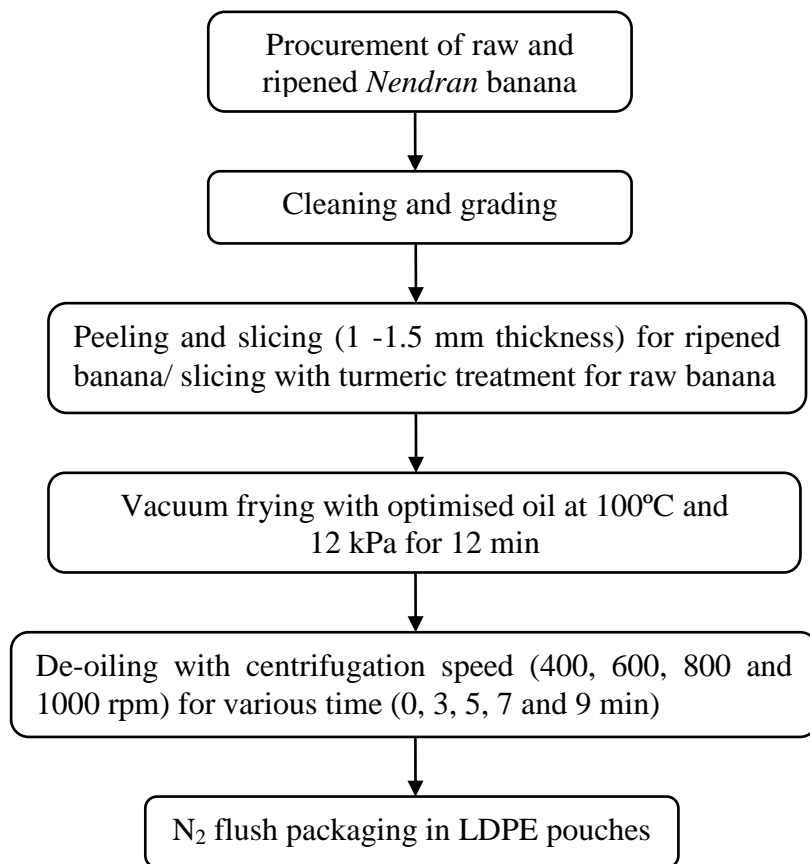 Procurement of raw and
ripened Nendran banana
Cleaning and grading
Peeling and slicing (1 -1.5 mm thickness) for ripened
banana/ slicing with turmeric treatment for raw banana
Vacuum frying with optimised oil at 100ºC and
12 kPa for 12 min
De-oiling with centrifugation speed (400, 600, 800 and
1000 rpm) for various time (0, 3, 5, 7 and 9 min)
N₂ flush packaging in LDPE pouches